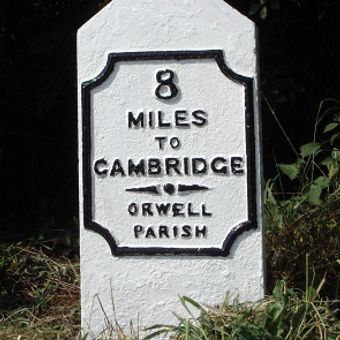 8
MILES
TO
CAMBRIDGE
ORWELL
PARISH